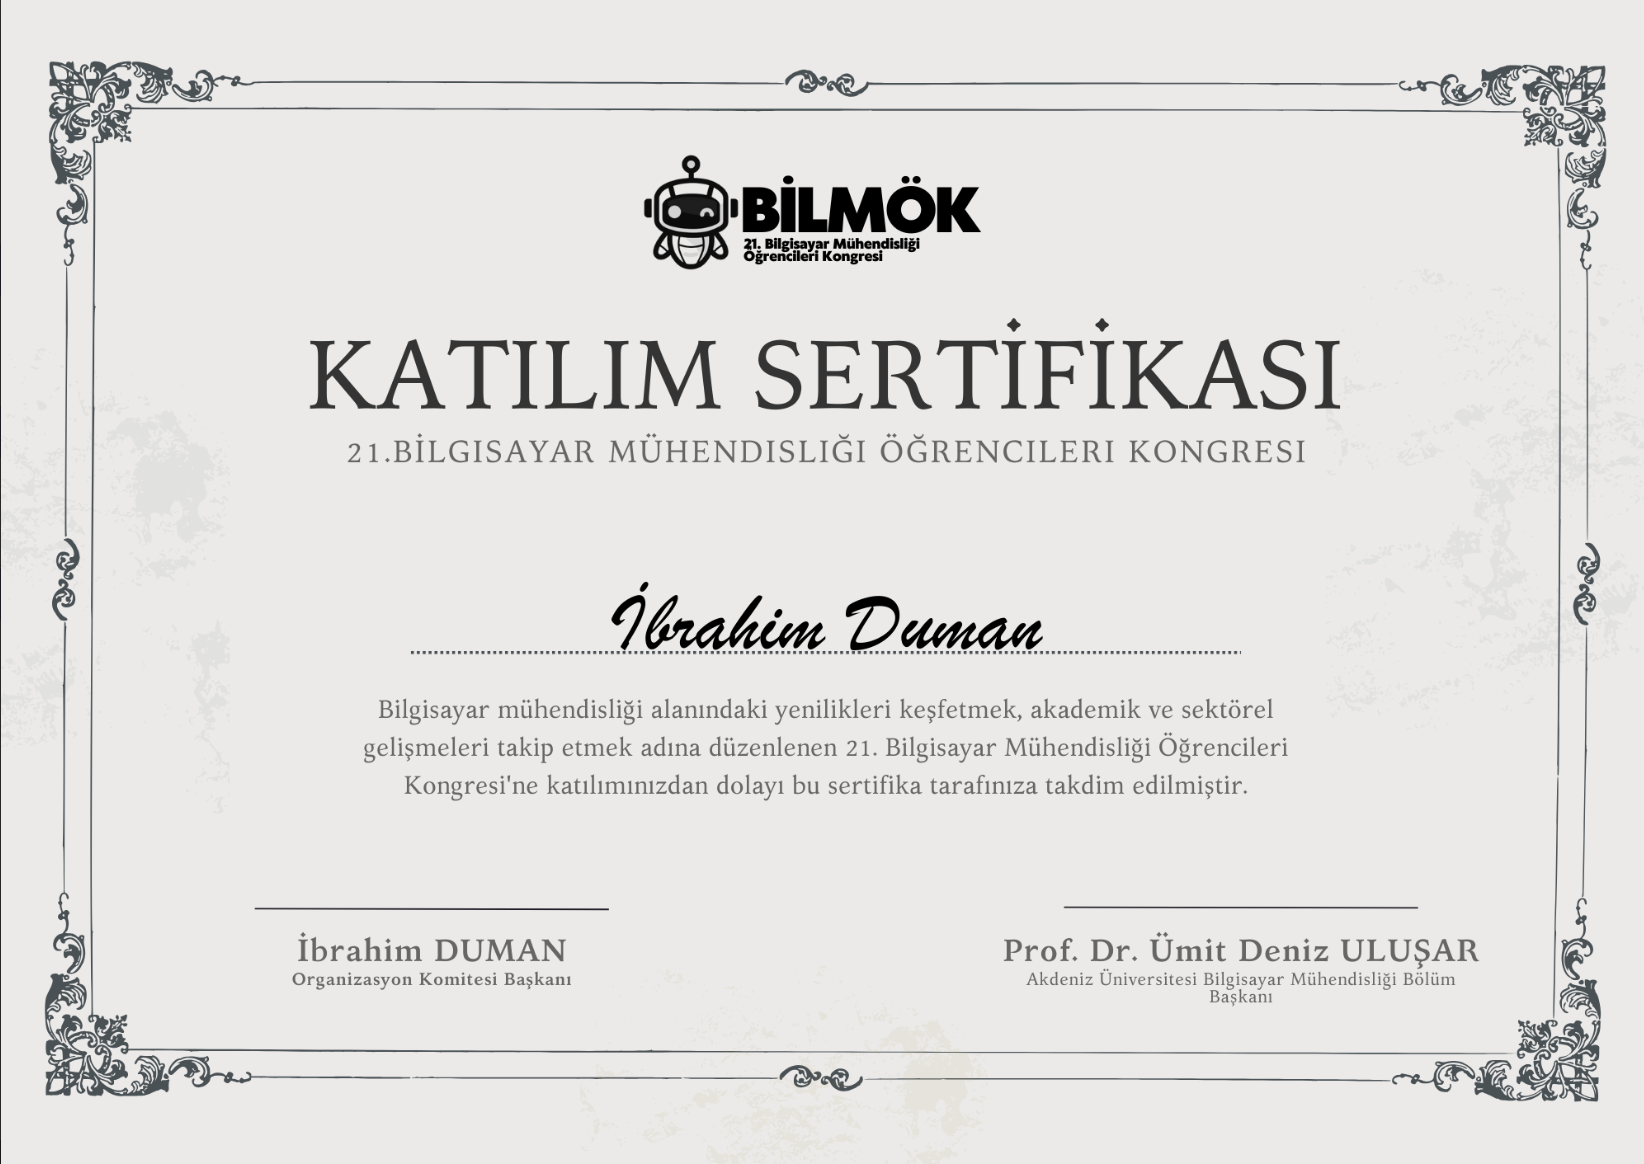 BİLMÖK
21. Bilgisayar Mühendisliği
Öğrencileri Kongresi
KATILIM SERTİFİKASI
21.BİLGISAYAR MÜHENDISLIĞI ÖĞRENCILERI KONGRESI
İbrahim Duman
Bilgisayar mühendisliği alanındaki yenilikleri keşfetmek, akademik ve sektörel
gelişmeleri takip etmek adına düzenlenen 21. Bilgisayar Mühendisliği Öğrencileri
Kongresi'ne katılımınızdan dolayı bu sertifika tarafınıza takdim edilmiştir.
İbrahim DUMAN
Organizasyon Komitesi Başkanı
Prof. Dr. Ümit Deniz ULUŞAR
Akdeniz Üniversitesi Bilgisayar Mühendisliği Bölüm
Başkanı